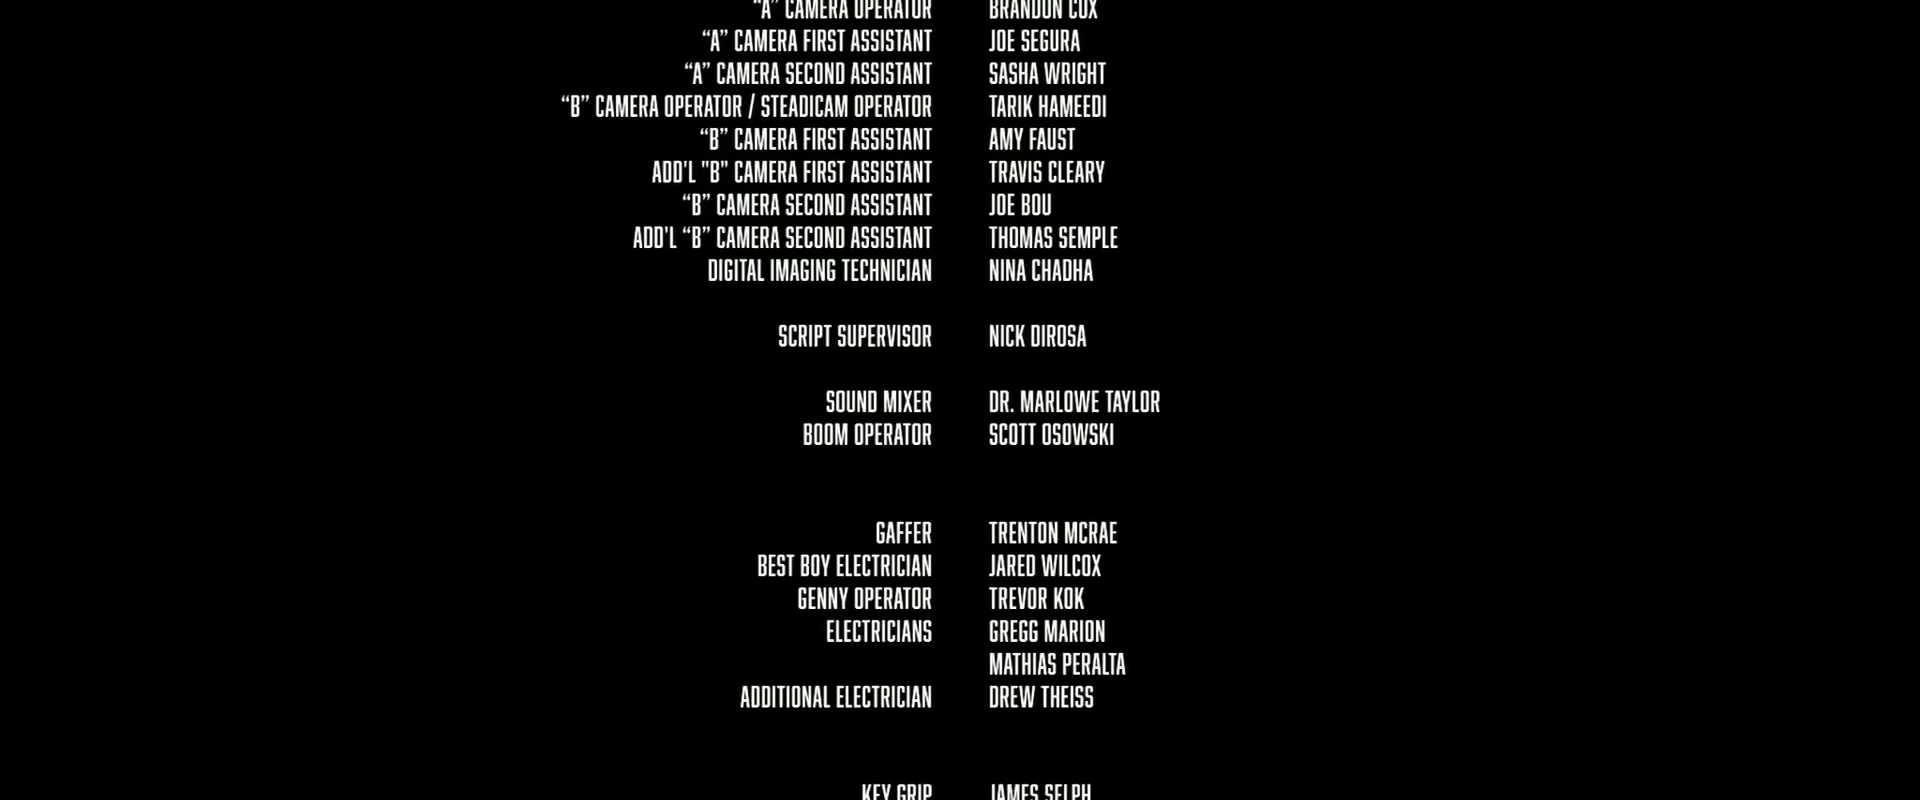 “A” CAMERA OPERATOR BRANDON COX
“A” CAMERA FIRST ASSISTANT JOE SEGURA
“A” CAMERA SECOND ASSISTANT SASHA WRIGHT
“B” CAMERA OPERATOR / STEADICAM OPERATOR TARIK HAMEEDI
“B” CAMERA FIRST ASSISTANT AMY FAUST
ADD'L "B" CAMERA FIRST ASSISTANT TRAVIS CLEARY
“B” CAMERA SECOND ASSISTANT JOE BOU
ADD'L “B” CAMERA SECOND ASSISTANT THOMAS SEMPLE
DIGITAL IMAGING TECHNICIAN NINA CHADHA
SCRIPT SUPERVISOR NICK DIROSA
SOUND MIXER DR. MARLOWE TAYLOR
BOOM OPERATOR SCOTT OSOWSKI
GAFFER TRENTON MCRAE
BEST BOY ELECTRICIAN JARED WILCOX
GENNY OPERATOR TREVOR KOK
ELECTRICIANS GREGG MARION
MATHIAS PERALTA
ADDITIONAL ELECTRICIAN DREW THEISS
KEY GRIP JAMES SELPH